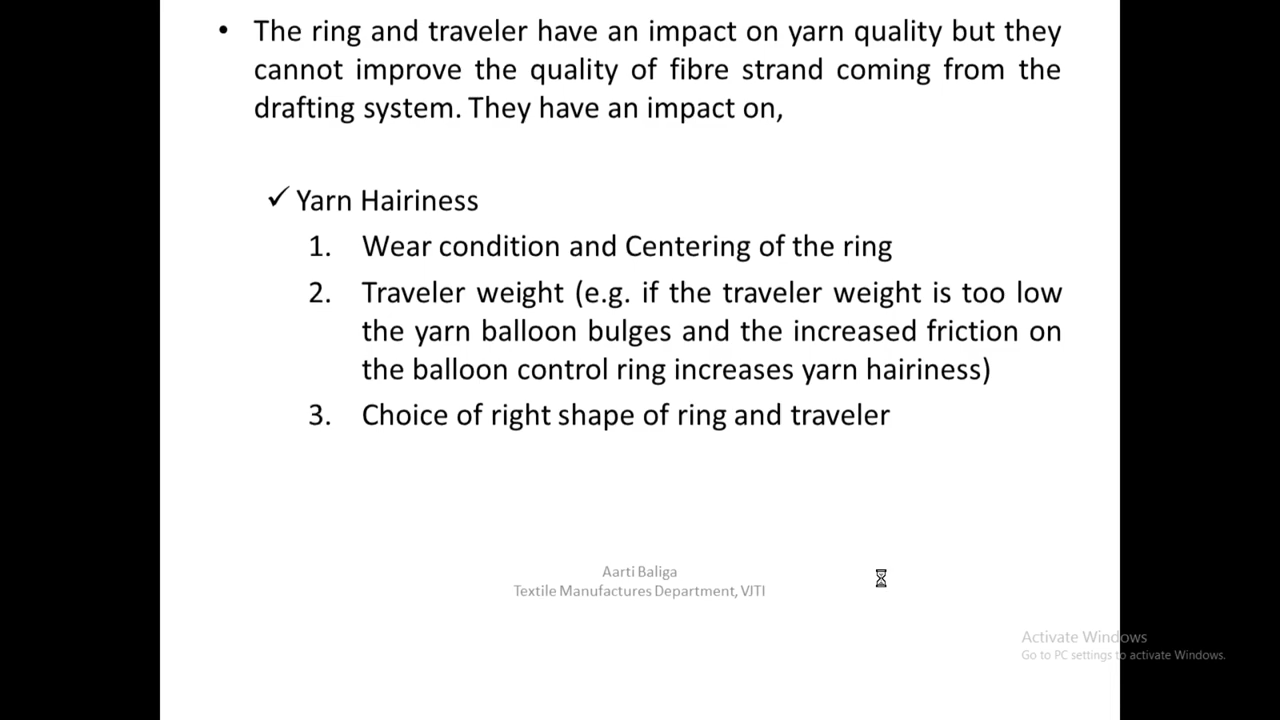 • The ring and traveler have an impact on yarn quality but they
cannot improve the quality of fibre strand coming from the
drafting system. They have an impact on,
✓ Yarn Hairiness
1. Wear condition and Centering of the ring
2. Traveler weight (e.g. if the traveler weight is too low
the yarn balloon bulges and the increased friction on
the balloon control ring increases yarn hairiness)
3. Choice of right shape of ring and traveler
Aarti Baliga
Textile Manufactures Department, VJTI
Activate Windows
Go to PC settings to activate Windows.